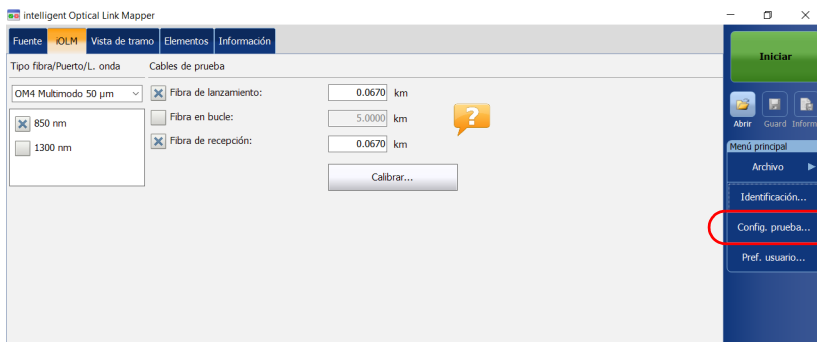 intelligent Optical Link Mapper
Fuente iOLM Vista de tramo Elementos Información
Tipo fibra/Puerto/L. onda Cables de prueba
OM4 Multimodo 50 µm
Fibra de lanzamiento: 0.0670 km
850 nm
Fibra en bucle: 5.0000 km
1300 nm
Fibra de recepción: 0.0670 km
Calibrar...
?
Iniciar
Abrir Guard Inform
Menú principal
Archivo
Identificación...
Config. prueba...
Pref. usuario...